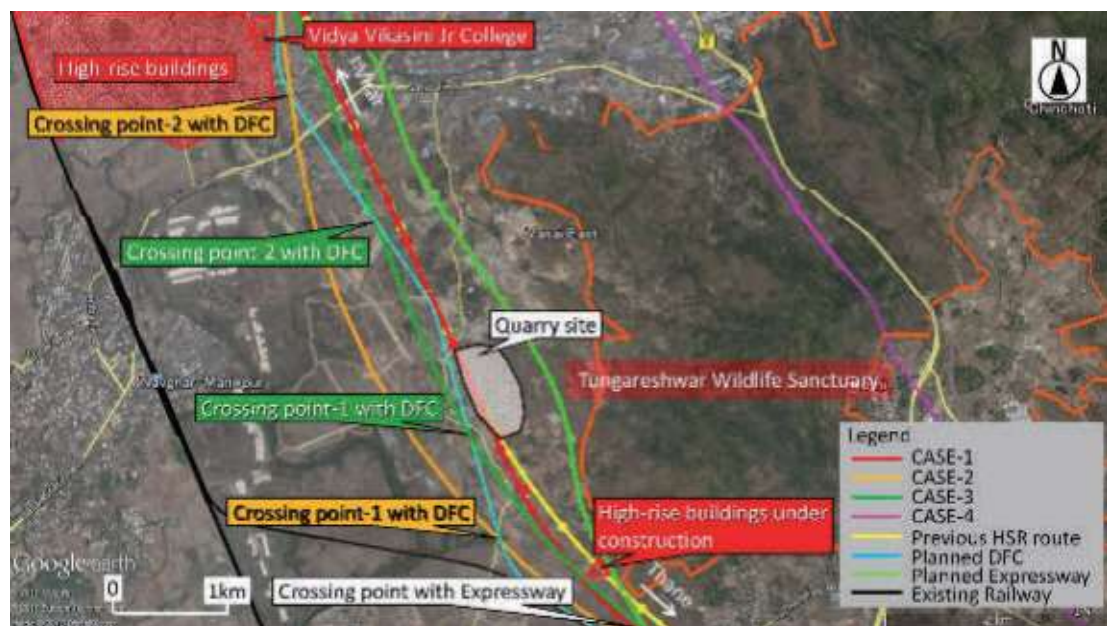 Vidya Vikasini Jr College
High-rise buildings
N
Crossing point-2 with DFC
Crossing point 2 with DFC
Quarry site
Tungareshwar Wildlife Sanctuary
Crossing point-1 with DFC
Legend
CASE-1
CASE-2
CASE-3
CASE-4
Previous HSR route
Planned DFC
Planned Expressway
Existing Railway
Crossing point-1 with DFC
High-rise buildings under
construction
Thane
Google earth
0
1km
Crossing point with Expressway